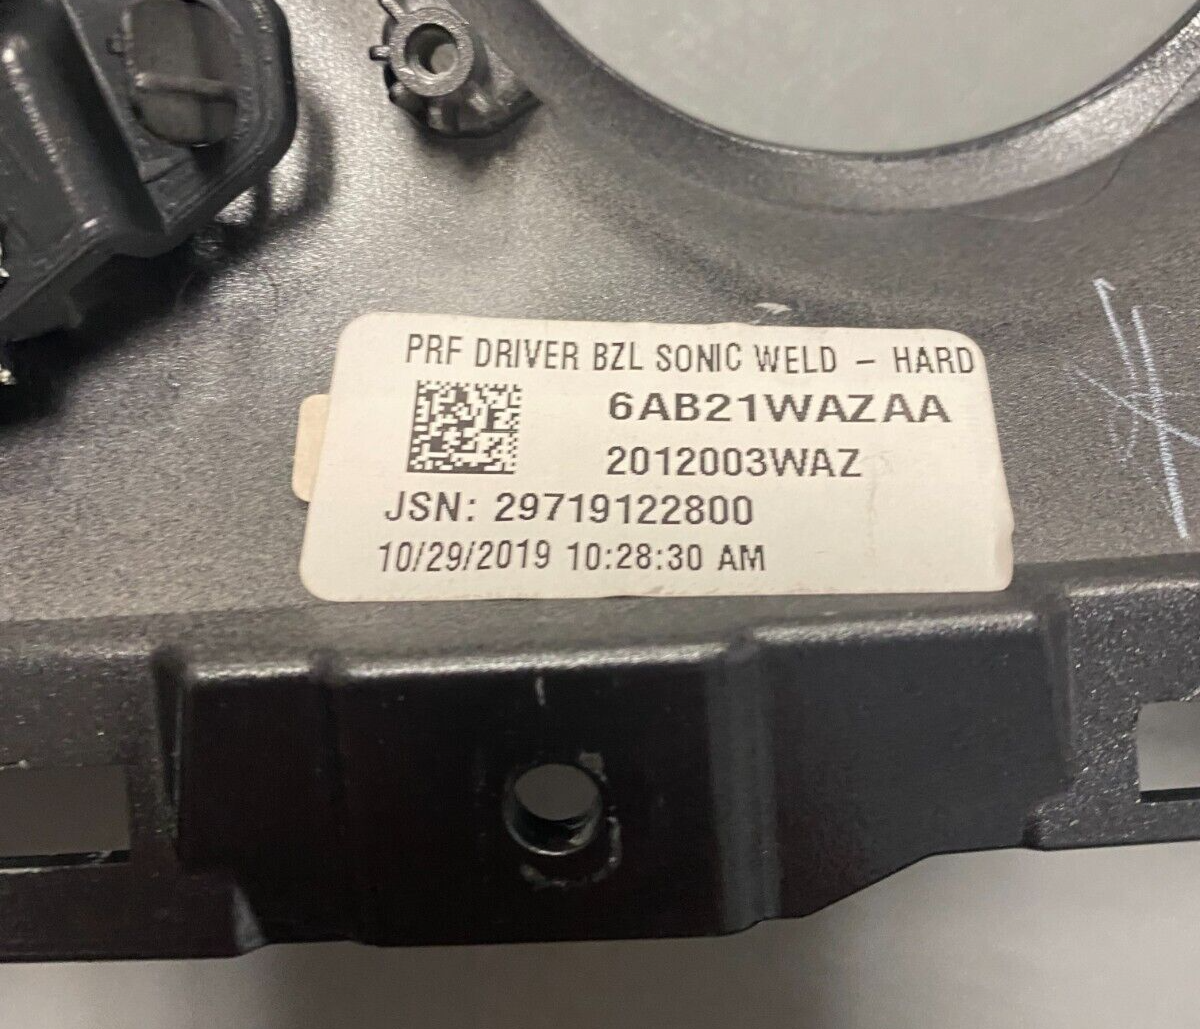 PRF DRIVER BZL SONIC WELD - HARD
6AB21WAZAA
2012003WAZ
JSN: 29719122800
10/29/2019 10:28:30 AM